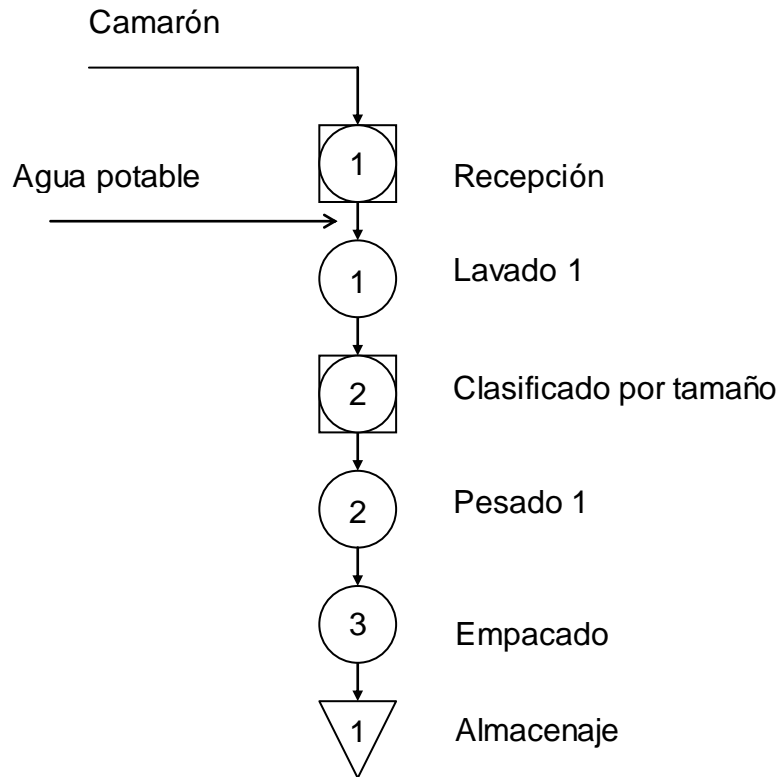 Camarón
1
Recepción
Agua potable
1
Lavado 1
2
Clasificado por tamaño
2
Pesado 1
3
Empacado
1
Almacenaje